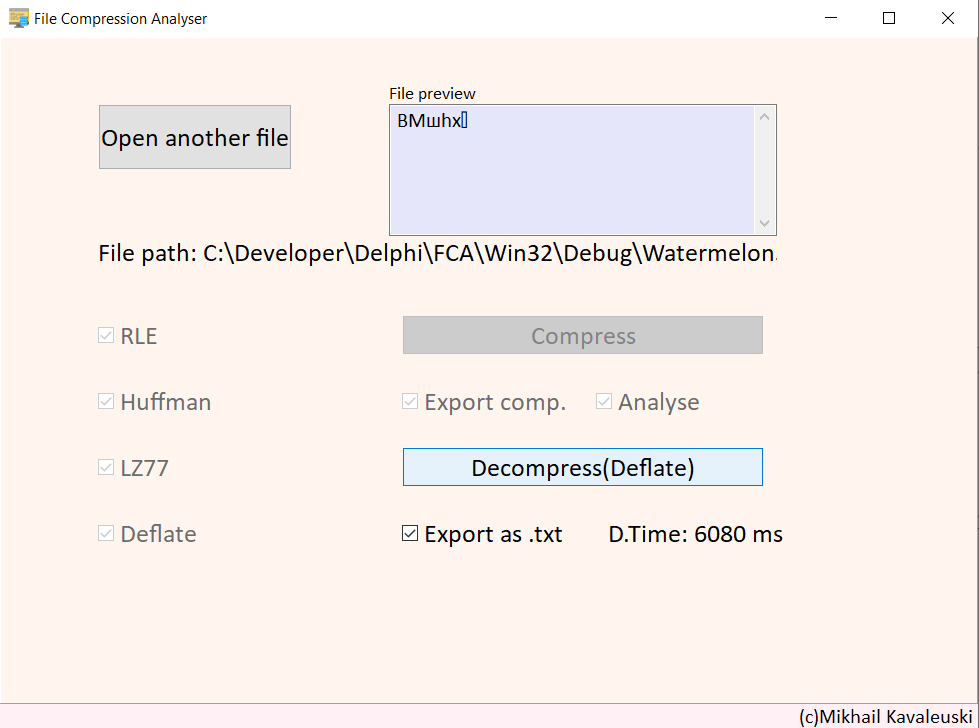 File Compression Analyser
File preview
Open another file
BMшhx
File path: C:\Developer\Delphi\FCA\Win32\Debug\Watermelon.
RLE
Compress
Huffman
Export comp.
Analyse
LZ77
Decompress(Deflate)
Deflate
Export as .txt
D.Time: 6080 ms
(c)Mikhail Kavaleuski